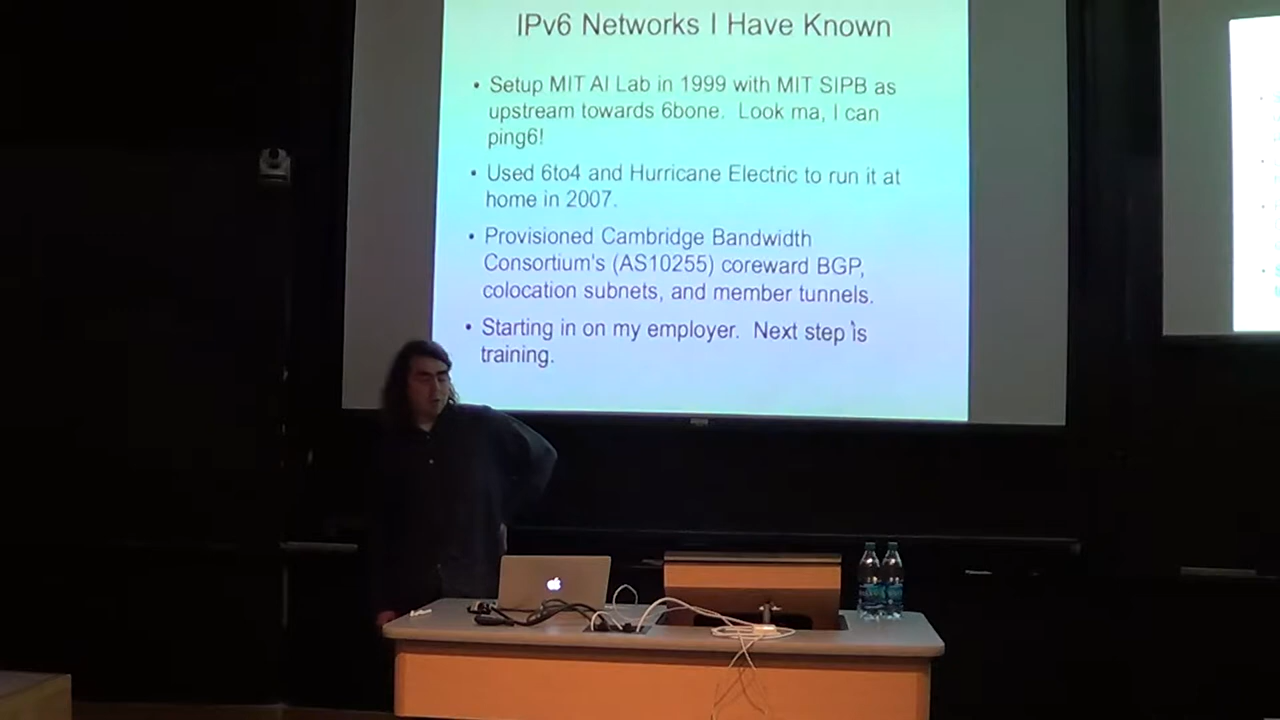 IPv6 Networks I Have Known
• Setup MIT AI Lab in 1999 with MIT SIPB as
upstream towards 6bone. Look ma, I can
ping6!
• Used 6to4 and Hurricane Electric to run it at
home in 2007.
• Provisioned Cambridge Bandwidth
Consortium's (AS10255) coreward BGP,
colocation subnets, and member tunnels.
• Starting in on my employer. Next step is
training.